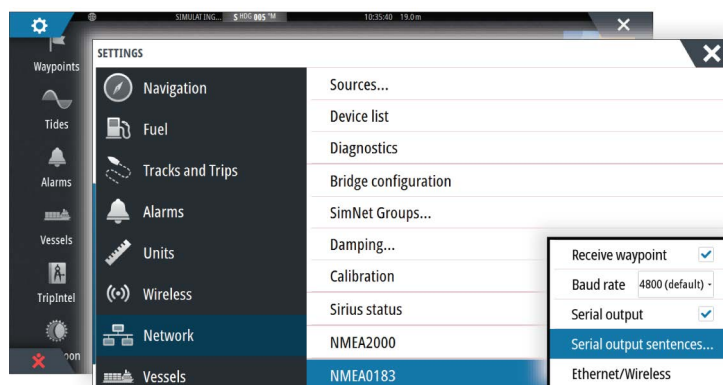 SIMULATING... S HDG 005 °M 10:35:40 19.0 m
Waypoints
Tides
Alarms
Vessels
TripIntel
oon
SETTINGS
Navigation
Fuel
Tracks and Trips
Alarms
Units
Wireless
Network
Vessels
Sources...
Device list
Diagnostics
Bridge configuration
SimNet Groups...
Damping...
Calibration
Sirius status
NMEA2000
NMEA0183
Receive waypoint
Baud rate 4800 (default)
Serial output
Serial output sentences...
Ethernet/Wireless